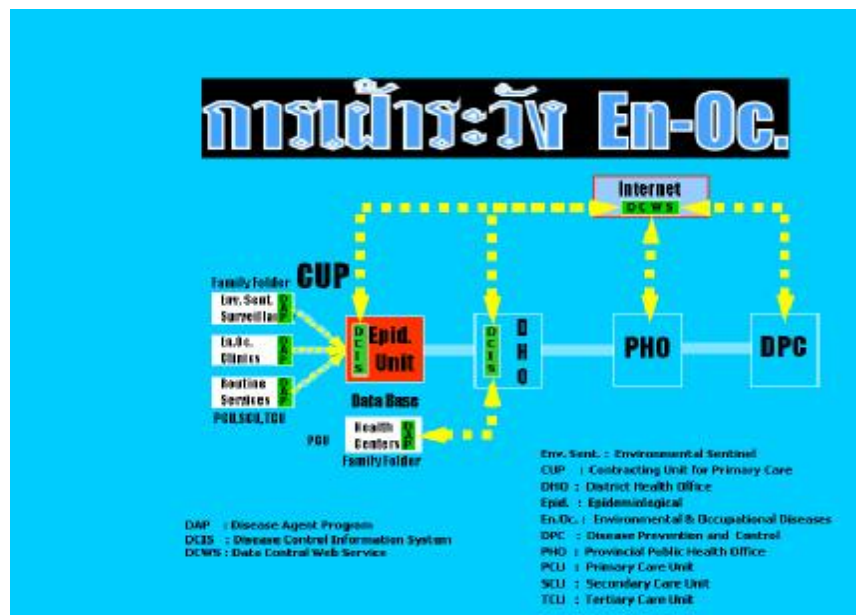 การเฝ้าระวัง En-Oc.
Internet
DCWS
CUP
Family Folder
Env. Sent. DAP
Surveillan
En.Oc. DAP
Clinics
Routine DAP
Services
PCU,SCU,TCU
DCIS
Epid.
Unit
Data Base
DCIS
DHO
PHO
DPC
PCU
Health DAP
Centers
Family Folder
DAP : Disease Agent Program
DCIS : Disease Control Information System
DCWS : Data Control Web Service
Env. Sent. : Environmental Sentinel
CUP : Contracting Unit for Primary Care
DHO : District Health Office
Epid. : Epidemiological
En.Oc. : Environmental & Occupational Diseases
DPC : Disease Prevention and Control
PHO : Provincial Public Health Office
PCU : Primary Care Unit
SCU : Secondary Care Unit
TCU : Tertiary Care Unit